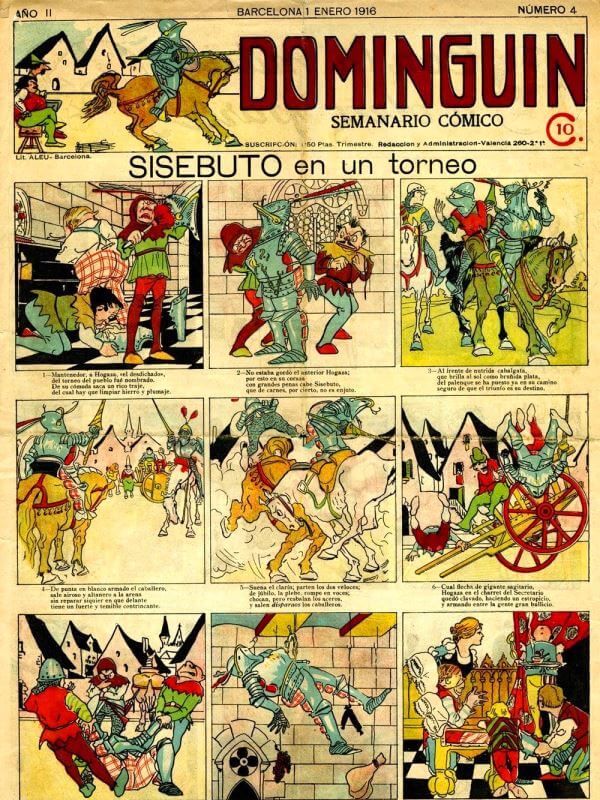 AÑO II
BARCELONA 1 ENERO 1916
NÚMERO 4
DOMINGUIN
SEMANARIO CÓMICO
10 C.
SUSCRIPCIÓN: 1'50 Ptas. Trimestre. Redaccion y Administracion-Valencia 260-2º 1ª
Lit. ALEU- Barcelona.
SISEBUTO en un torneo
1—Mantenedor, a Hogaza, «el desdichado»,
del torneo del pueblo fué nombrado.
De su cómoda saca un rico traje,
del cual hay que limpiar hierro y plumaje.
2—No estaba gordo el anterior Hogaza;
por esto en su coraza
con grandes penas cabe Sisebuto,
que de carnes, por cierto, no es enjuto.
3—Al frente de nutrida cabalgata,
que brilla al sol como bruñida plata,
del palenque se ha puesto ya en su camino
seguro de que el triunfo es su destino.
4—De punta en blanco armado el caballero,
sale airoso y altanero a la arena
sin reparar siquier en que delante
tiene un fuerte y temible contrincante.
5—Suena el clarín; parten los dos veloces;
de júbilo, la plebe, rompe en voces;
chocan, pero resbalan los aceros,
y salen disparaos los caballeros.
6—Cual flecha de gigante sagitario,
Hogaza en el charret del Secretario
quedó clavado, haciendo un estropicio,
y armando entre la gente gran bullicio.